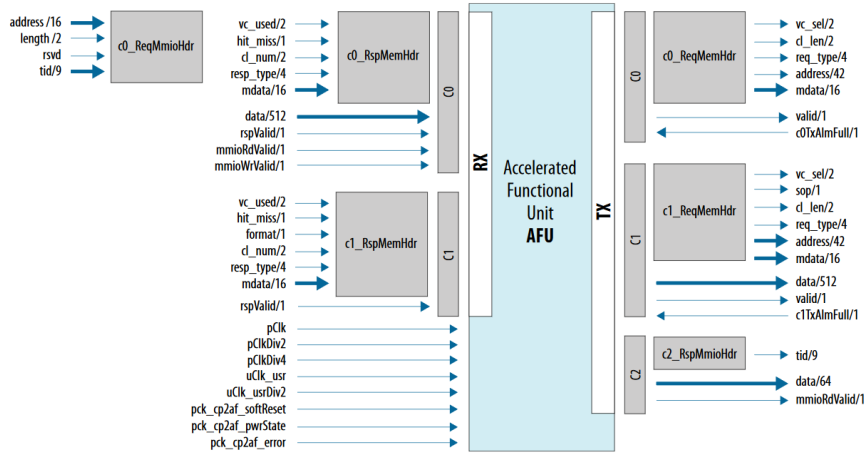 address /16
length /2
rsvd
tid/9
c0_ReqMmioHdr
vc_used/2
hit_miss/1
cl_num/2
resp_type/4
mdata/16
c0_RspMemHdr
data/512
rspValid/1
mmioRdValid/1
mmioWrValid/1
C0
vc_used/2
hit_miss/1
format/1
cl_num/2
resp_type/4
mdata/16
c1_RspMemHdr
rspValid/1
C1
pClk
pClkDiv2
pClkDiv4
uClk_usr
uClk_usrDiv2
pck_cp2af_softReset
pck_cp2af_pwrState
pck_cp2af_error
RX
Accelerated
Functional
Unit
AFU
TX
C0
c0_ReqMemHdr
vc_sel/2
cl_len/2
req_type/4
address/42
mdata/16
valid/1
c0TxAlmFull/1
C1
c1_ReqMemHdr
vc_sel/2
sop/1
cl_len/2
req_type/4
address/42
mdata/16
data/512
valid/1
c1TxAlmFull/1
C2
c2_RspMmioHdr
tid/9
data/64
mmioRdValid/1